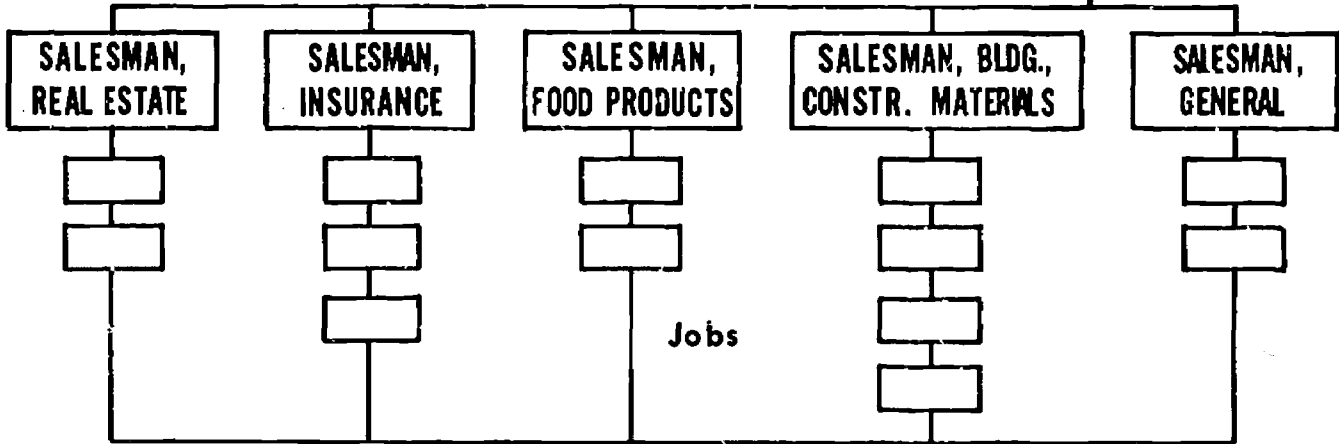 SALESMAN,
REAL ESTATE
SALESMAN,
INSURANCE
SALESMAN,
FOOD PRODUCTS
SALESMAN, BLDG.,
CONSTR. MATERIALS
SALESMAN,
GENERAL
Jobs